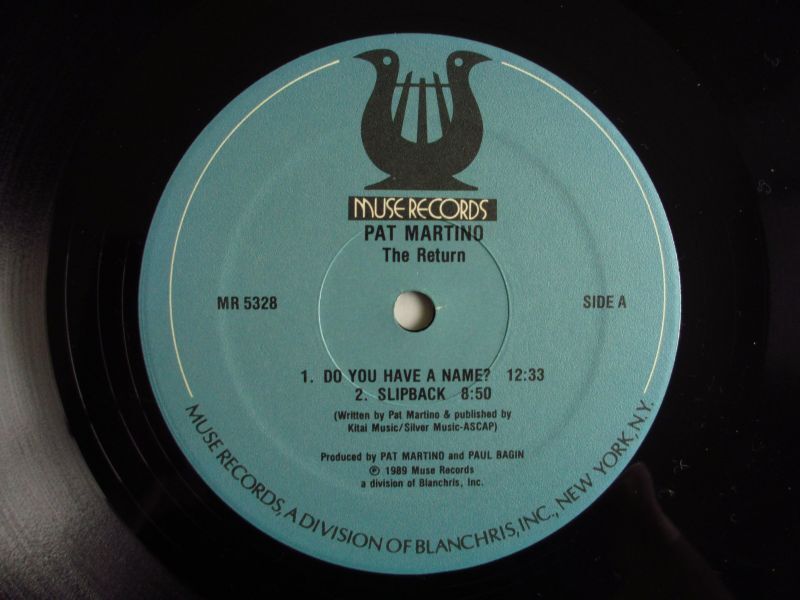 MUSE RECORDS
PAT MARTINO
The Return
MR 5328
SIDE A
1. DO YOU HAVE A NAME? 12:33
2. SLIPBACK 8:50
(Written by Pat Martino & published by
Kitai Music/Silver Music-ASCAP)
Produced by PAT MARTINO and PAUL BAGIN
℗ 1989 Muse Records
a division of Blanchris, Inc.
MUSE RECORDS, A DIVISION OF BLANCHRIS, INC., NEW YORK, N.Y.